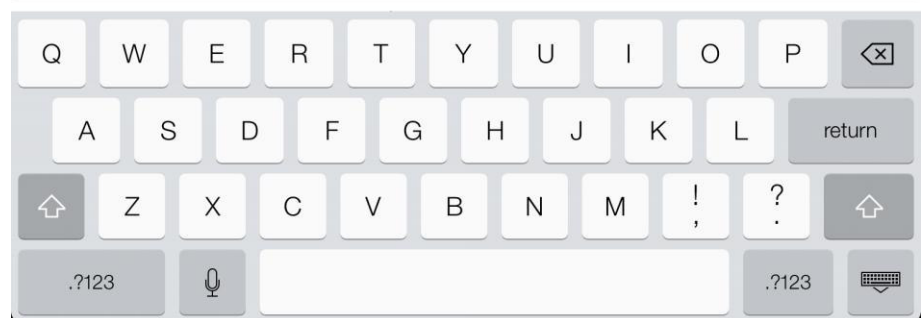 Q W E R T Y U I O P
A S D F G H J K L return
Z X C V B N M ! , ? .
.?123 .?123